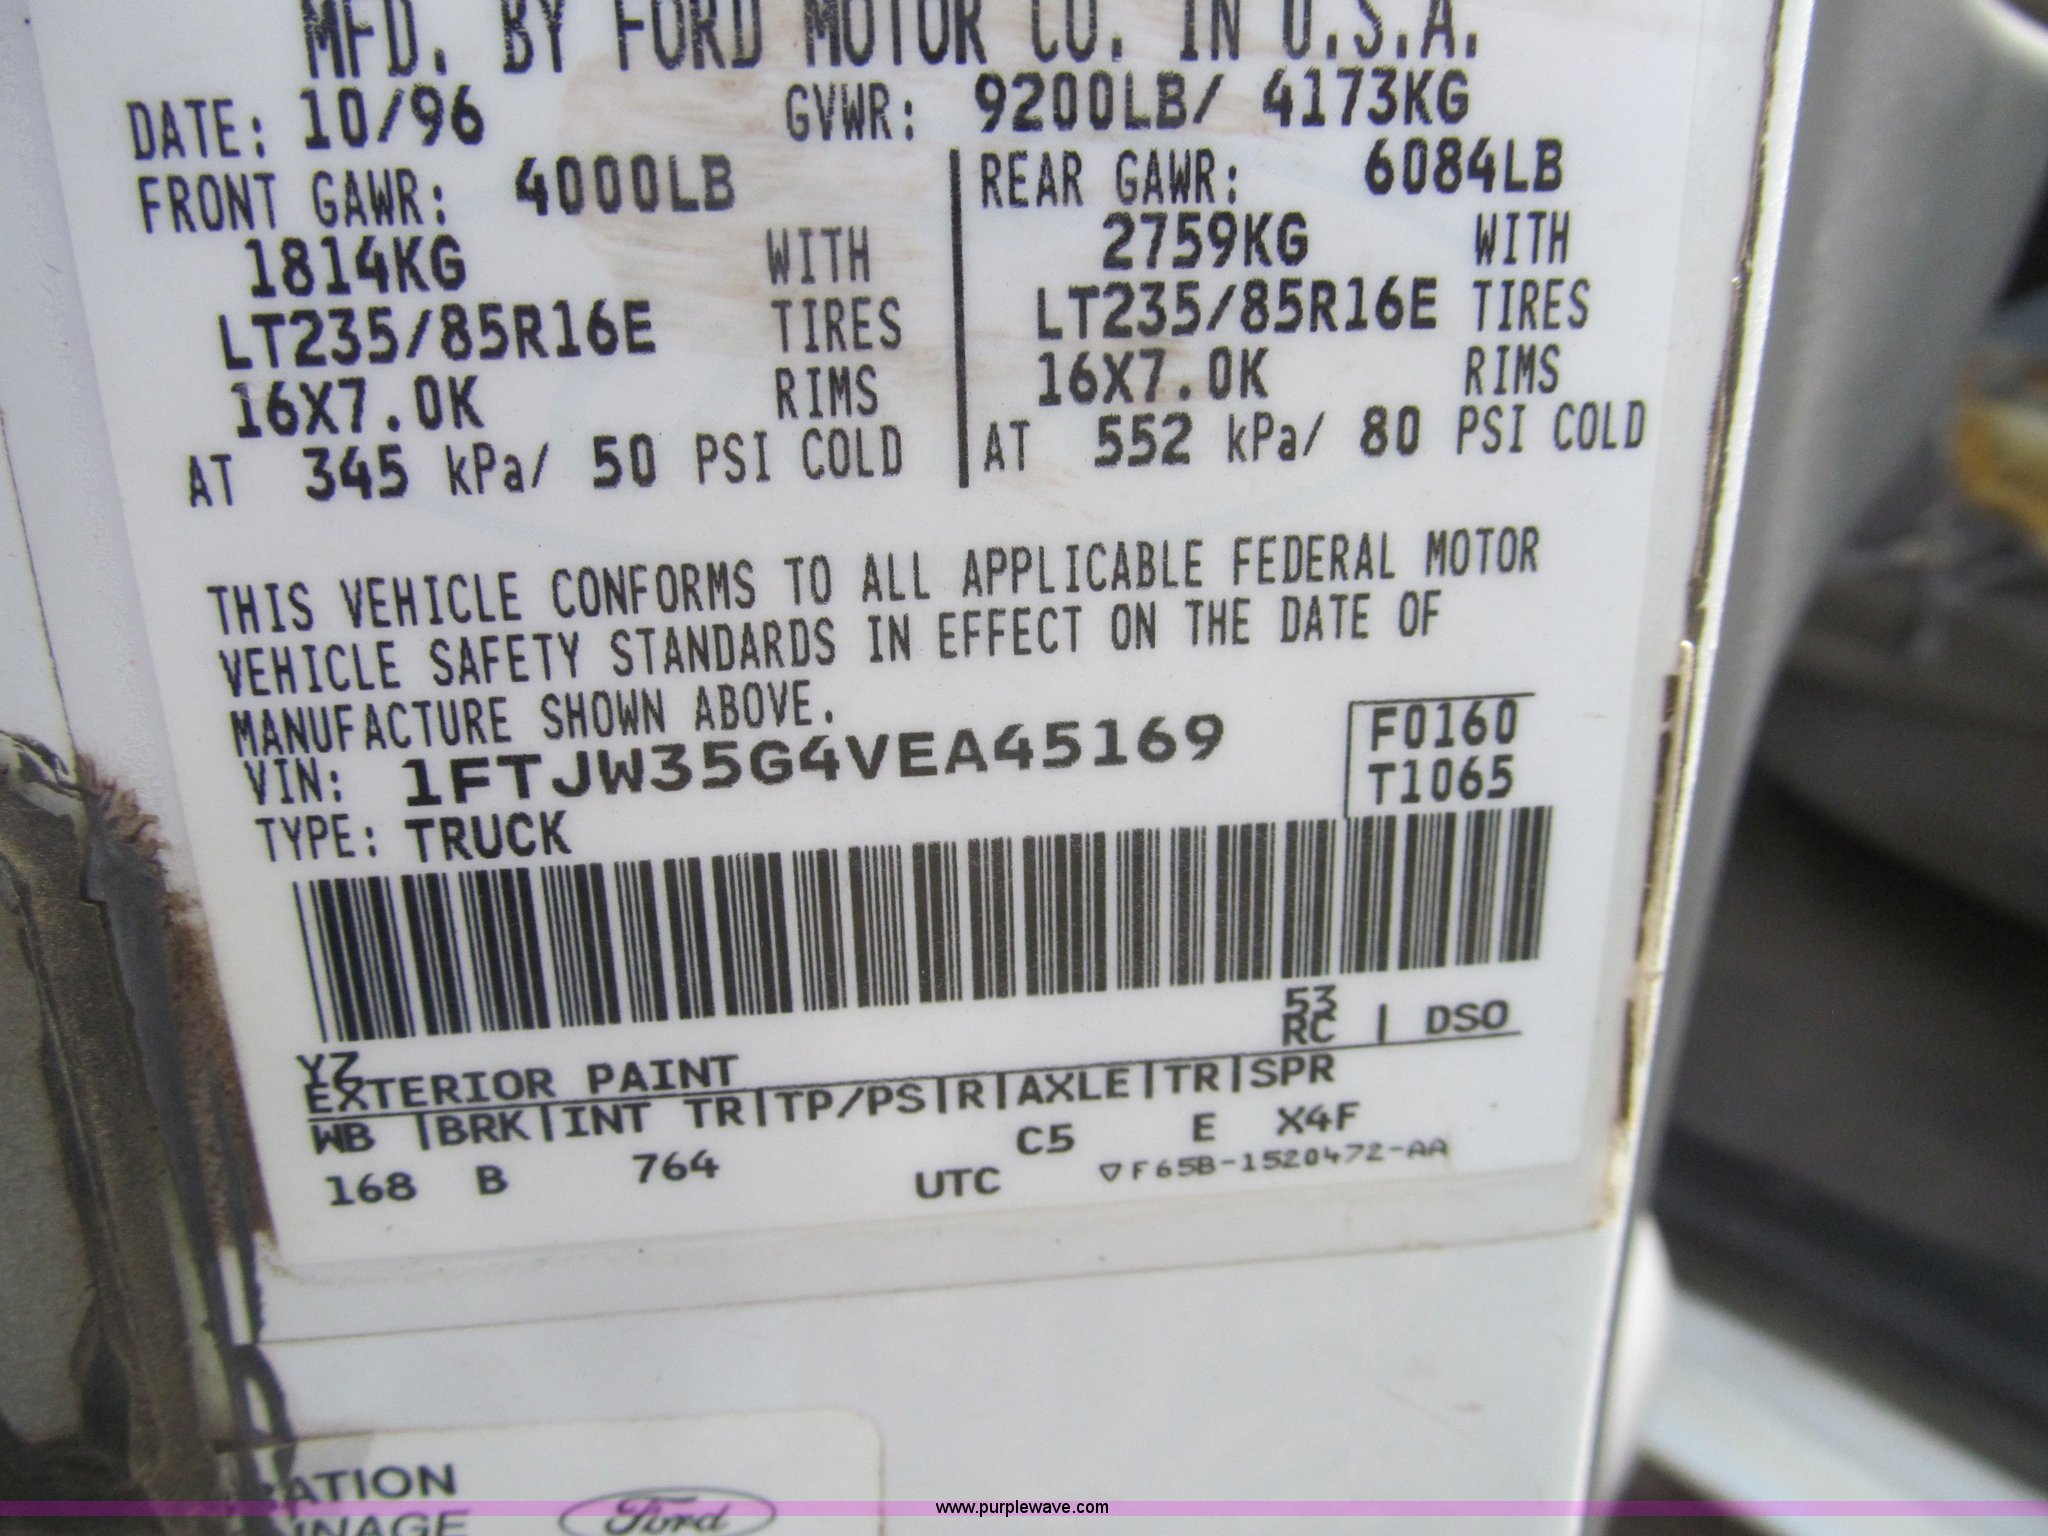 MFD. BY FORD MOTOR CO. IN U.S.A.
DATE: 10/96 GVWR: 9200LB/ 4173KG
FRONT GAWR: 4000LB REAR GAWR: 6084LB
1814KG WITH 2759KG WITH
LT235/85R16E TIRES LT235/85R16E TIRES
16X7.0K RIMS 16X7.0K RIMS
AT 345 kPa/ 50 PSI COLD AT 552 kPa/ 80 PSI COLD
THIS VEHICLE CONFORMS TO ALL APPLICABLE FEDERAL MOTOR
VEHICLE SAFETY STANDARDS IN EFFECT ON THE DATE OF
MANUFACTURE SHOWN ABOVE.
VIN: 1FTJW35G4VEA45169
F0160
T1065
TYPE: TRUCK
53
YZ RC | DSO
EXTERIOR PAINT
WB |BRK|INT TR|TP/PS|R|AXLE|TR|SPR
168 B 764 C5 E X4F
UTC ▽F65B-1520472-AA
RATION
INAGE
Ford
www.purplewave.com